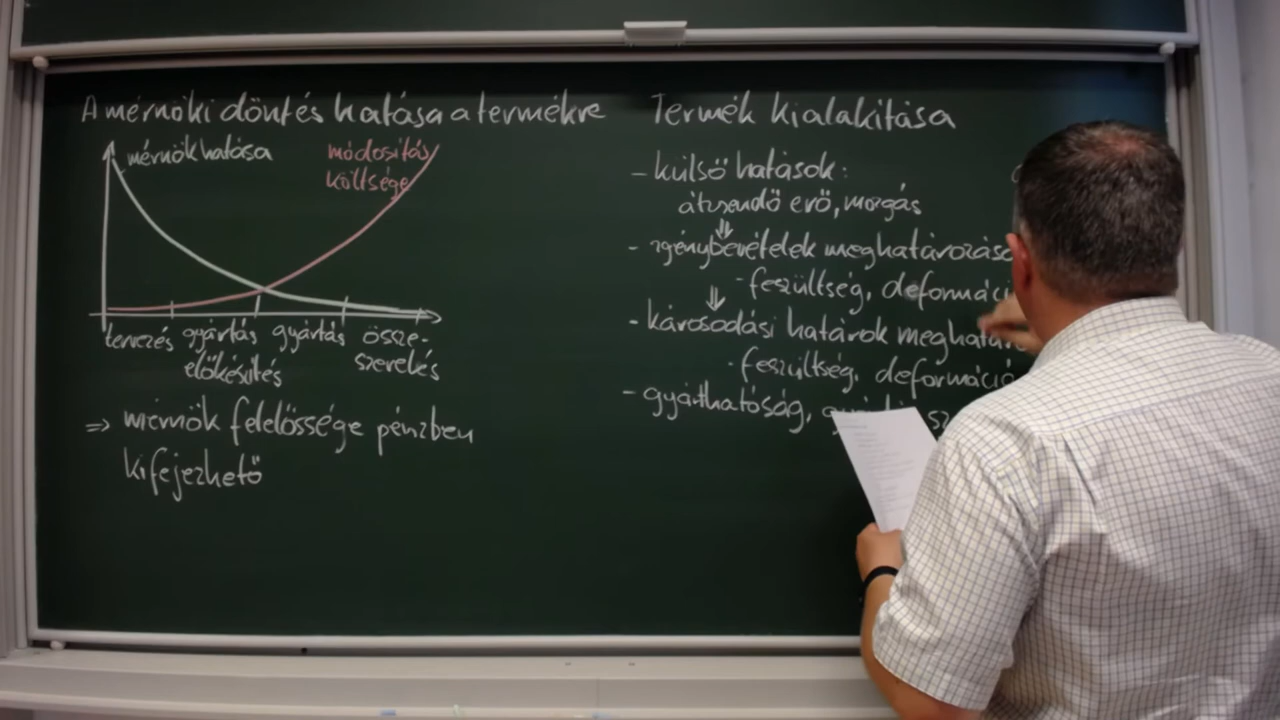 A mérnöki döntés hatása a termékre
mérnök hatása
módosítás
költsége
tervezés gyártás gyártás össze-
előkészítés szerelés
⇒ mérnök felelőssége pénzben
kifejezhető
Termék kialakítása
- külső hatások:
átviendő erő, mozgás
⇓
- igénybevételek meghatározása
- feszültség, deformáci
⇓
- károsodási határok meghatár
- feszültség, deformáció
- gyárthatóság,